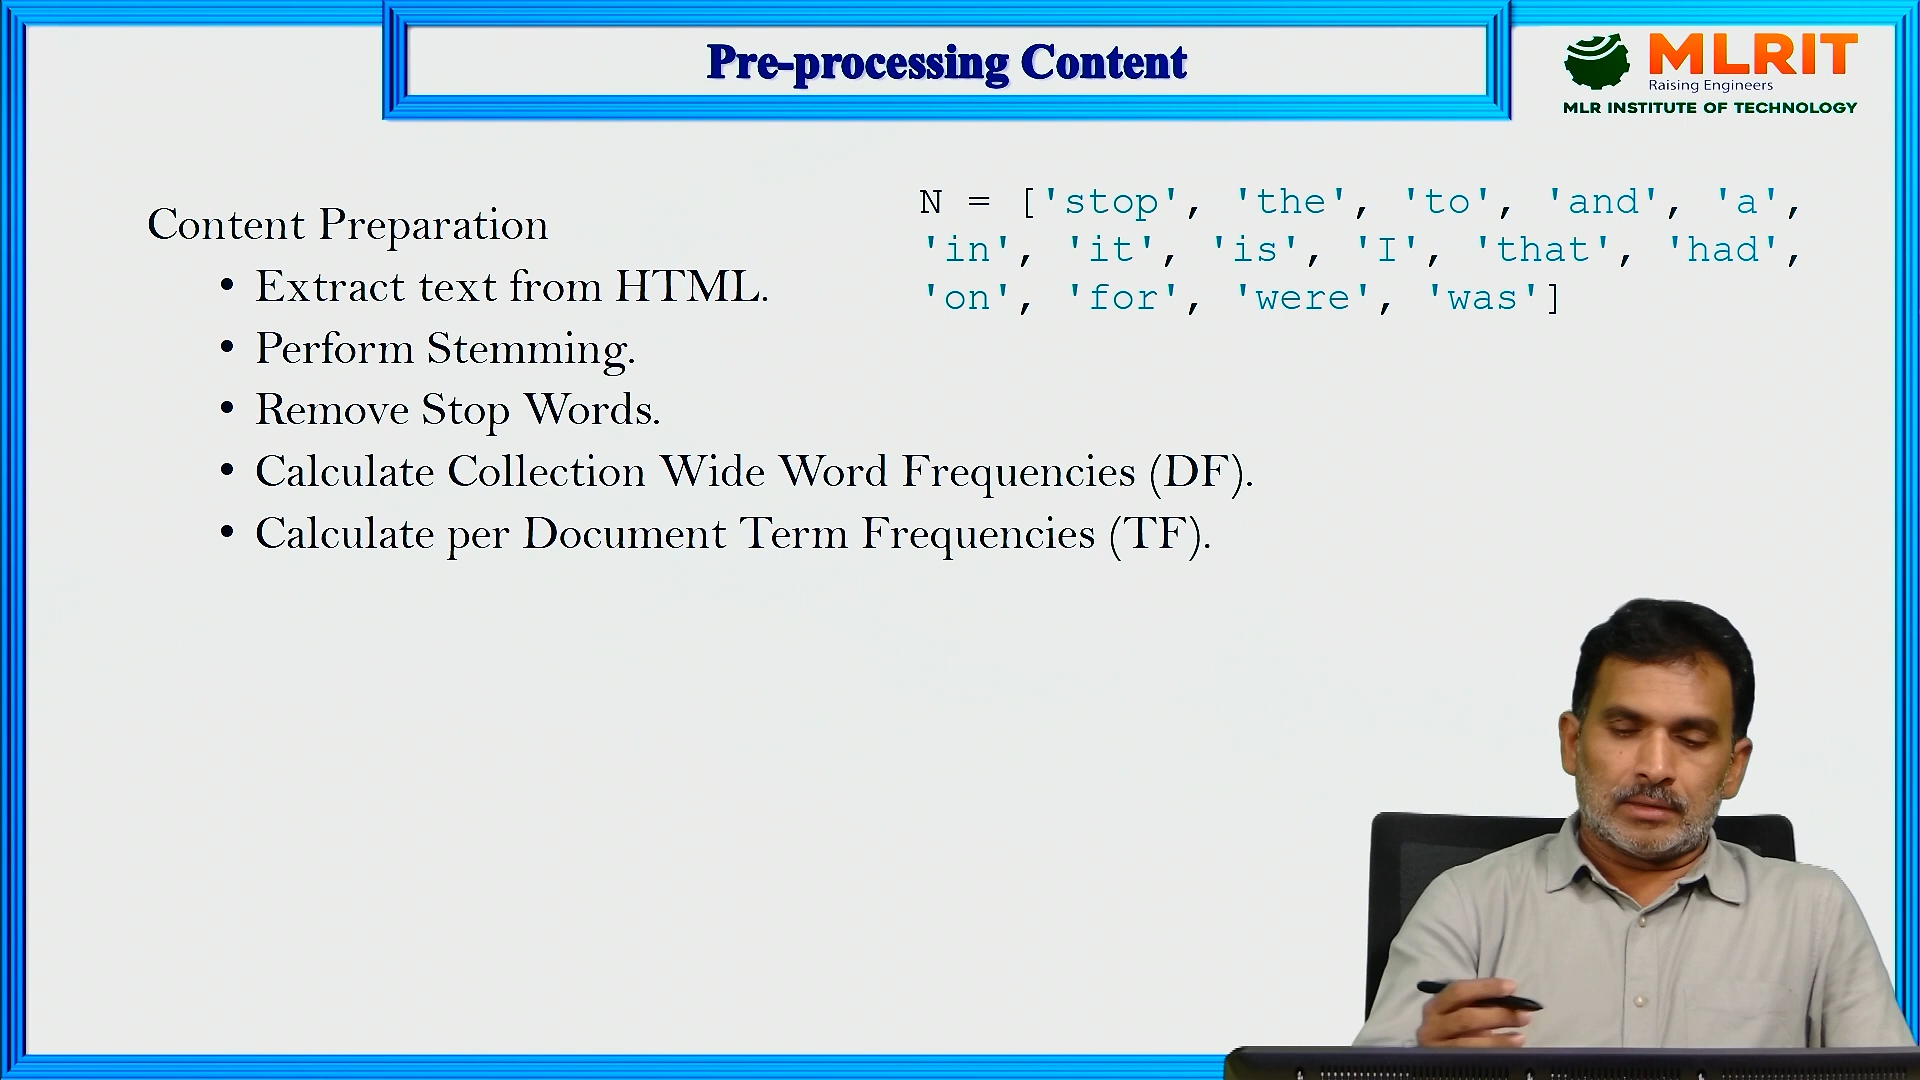 Pre-processing Content
MLRIT
Raising Engineers
MLR INSTITUTE OF TECHNOLOGY
Content Preparation
• Extract text from HTML.
• Perform Stemming.
• Remove Stop Words.
• Calculate Collection Wide Word Frequencies (DF).
• Calculate per Document Term Frequencies (TF).
N = ['stop', 'the', 'to', 'and', 'a',
'in', 'it', 'is', 'I', 'that', 'had',
'on', 'for', 'were', 'was']